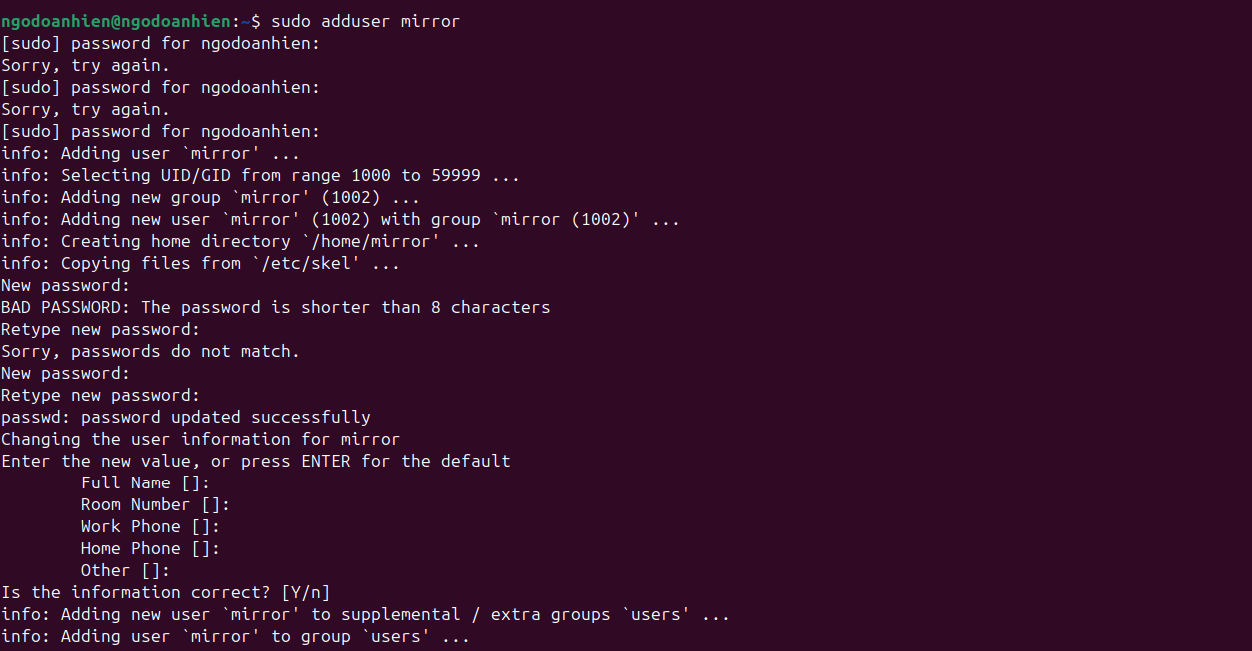 ngodoanhien@ngodoanhien:~$ sudo adduser mirror
[sudo] password for ngodoanhien:
Sorry, try again.
[sudo] password for ngodoanhien:
Sorry, try again.
[sudo] password for ngodoanhien:
info: Adding user `mirror' ...
info: Selecting UID/GID from range 1000 to 59999 ...
info: Adding new group `mirror' (1002) ...
info: Adding new user `mirror' (1002) with group `mirror (1002)' ...
info: Creating home directory `/home/mirror' ...
info: Copying files from `/etc/skel' ...
New password:
BAD PASSWORD: The password is shorter than 8 characters
Retype new password:
Sorry, passwords do not match.
New password:
Retype new password:
passwd: password updated successfully
Changing the user information for mirror
Enter the new value, or press ENTER for the default
        Full Name []:
        Room Number []:
        Work Phone []:
        Home Phone []:
        Other []:
Is the information correct? [Y/n]
info: Adding new user `mirror' to supplemental / extra groups `users' ...
info: Adding user `mirror' to group `users' ...